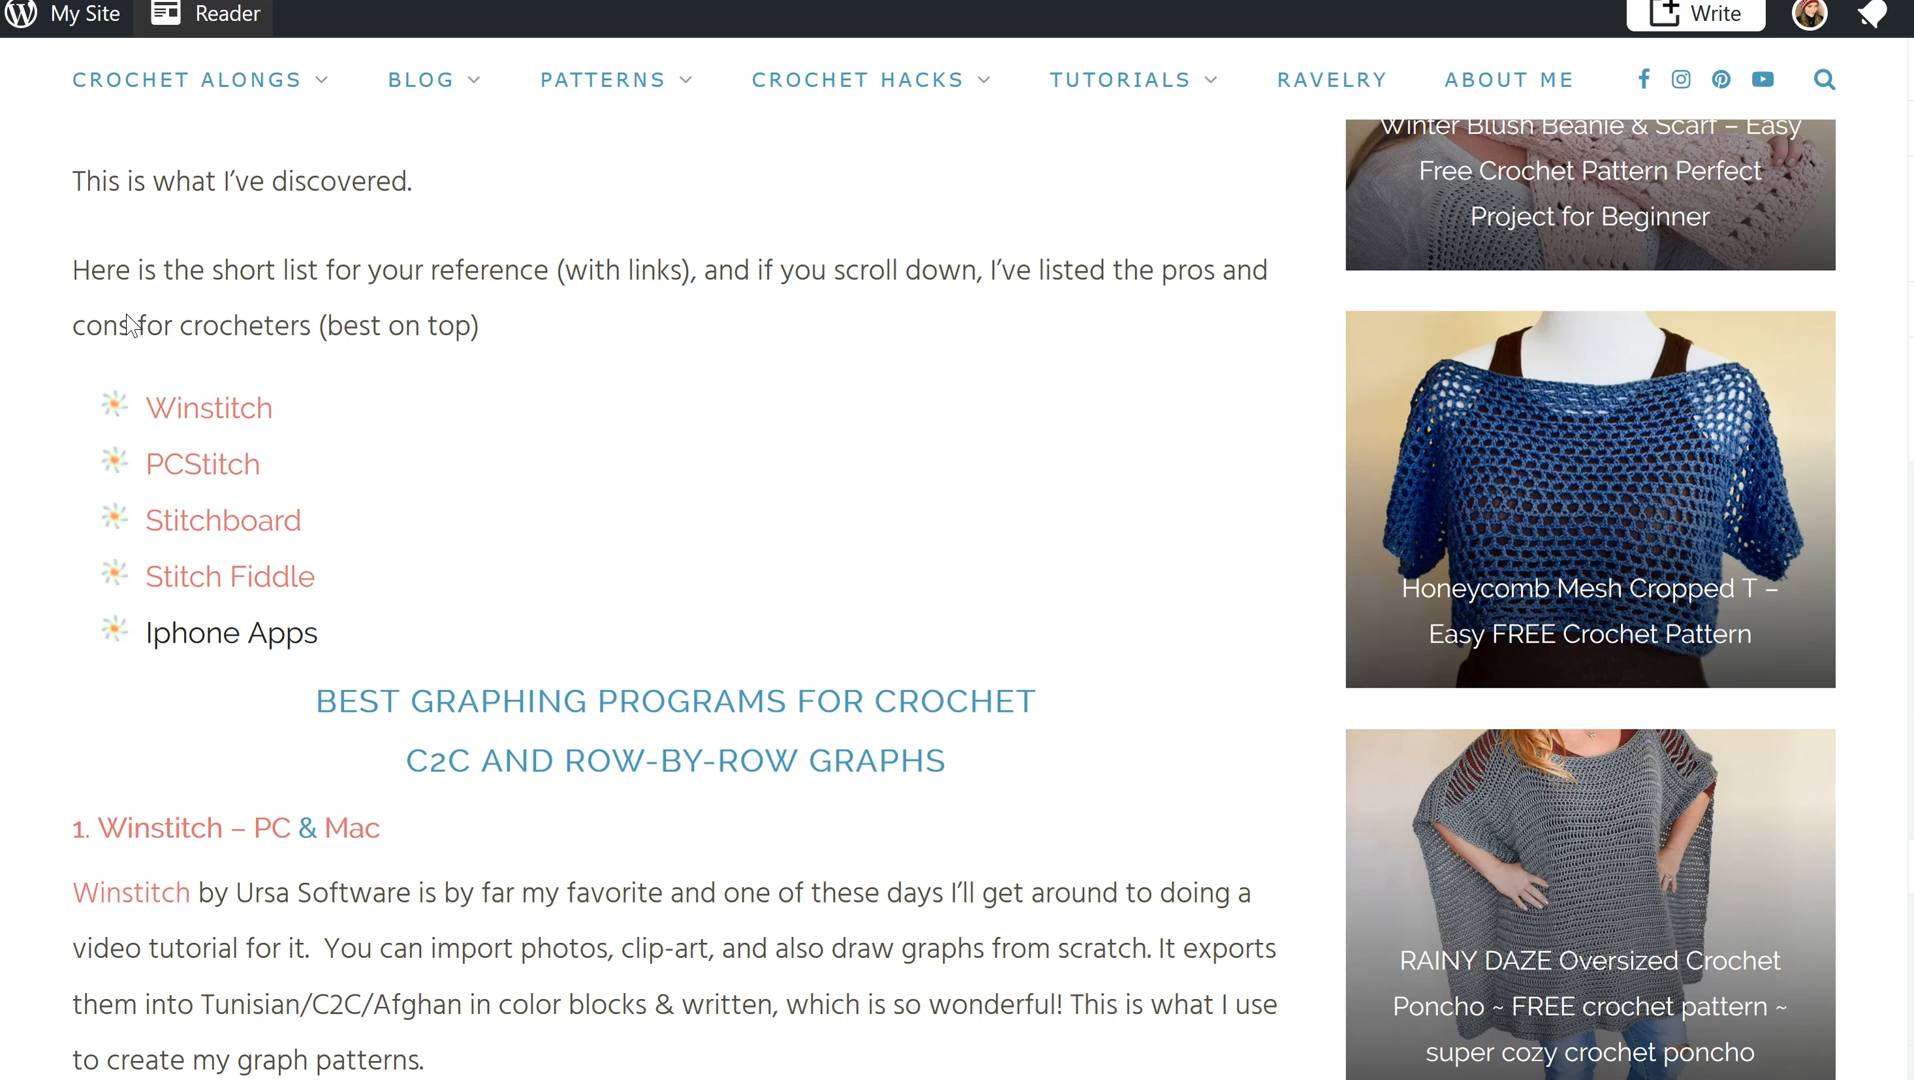 My Site Reader Write
CROCHET ALONGS BLOG PATTERNS CROCHET HACKS TUTORIALS RAVELRY ABOUT ME
This is what I've discovered.
Here is the short list for your reference (with links), and if you scroll down, I've listed the pros and
cons for crocheters (best on top)
Winstitch
PCStitch
Stitchboard
Stitch Fiddle
Iphone Apps
BEST GRAPHING PROGRAMS FOR CROCHET
C2C AND ROW-BY-ROW GRAPHS
1. Winstitch – PC & Mac
Winstitch by Ursa Software is by far my favorite and one of these days I'll get around to doing a
video tutorial for it. You can import photos, clip-art, and also draw graphs from scratch. It exports
them into Tunisian/C2C/Afghan in color blocks & written, which is so wonderful! This is what I use
to create my graph patterns.
Winter Blush Beanie & Scarf – Easy
Free Crochet Pattern Perfect
Project for Beginner
Honeycomb Mesh Cropped T –
Easy FREE Crochet Pattern
RAINY DAZE Oversized Crochet
Poncho ~ FREE crochet pattern ~
super cozy crochet poncho